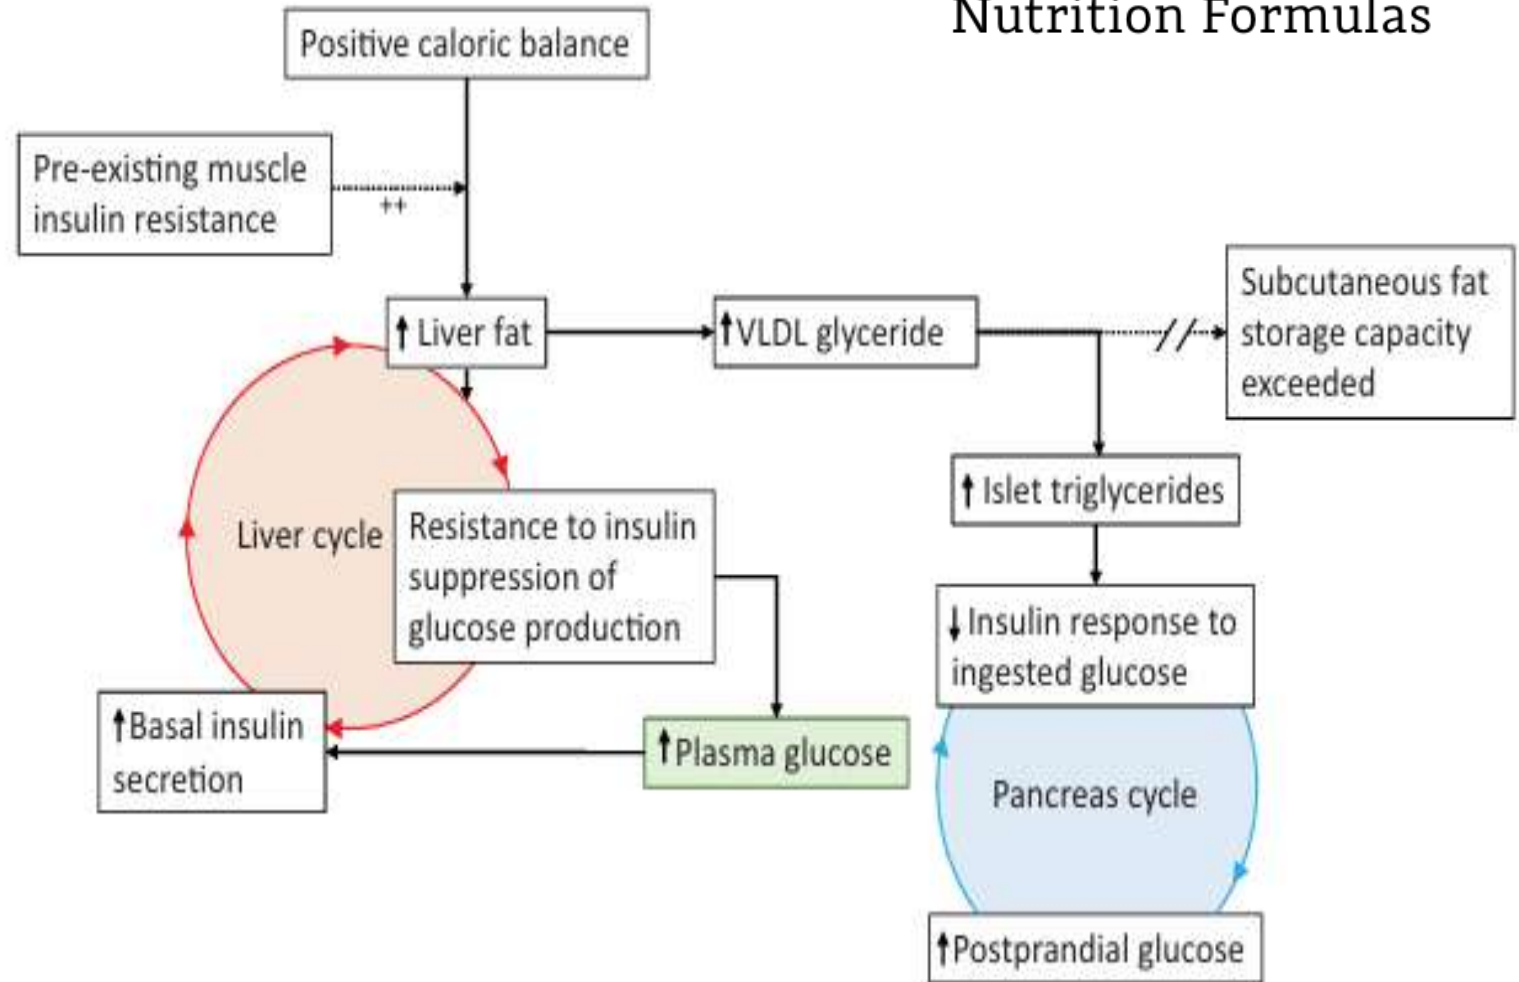 Nutrition Formulas
Positive caloric balance
Pre-existing muscle
insulin resistance
++
↑ Liver fat
↑VLDL glyceride
//
Subcutaneous fat
storage capacity
exceeded
↑ Islet triglycerides
Liver cycle
Resistance to insulin
suppression of
glucose production
↓Insulin response to
ingested glucose
↑Basal insulin
secretion
↑Plasma glucose
Pancreas cycle
↑Postprandial glucose